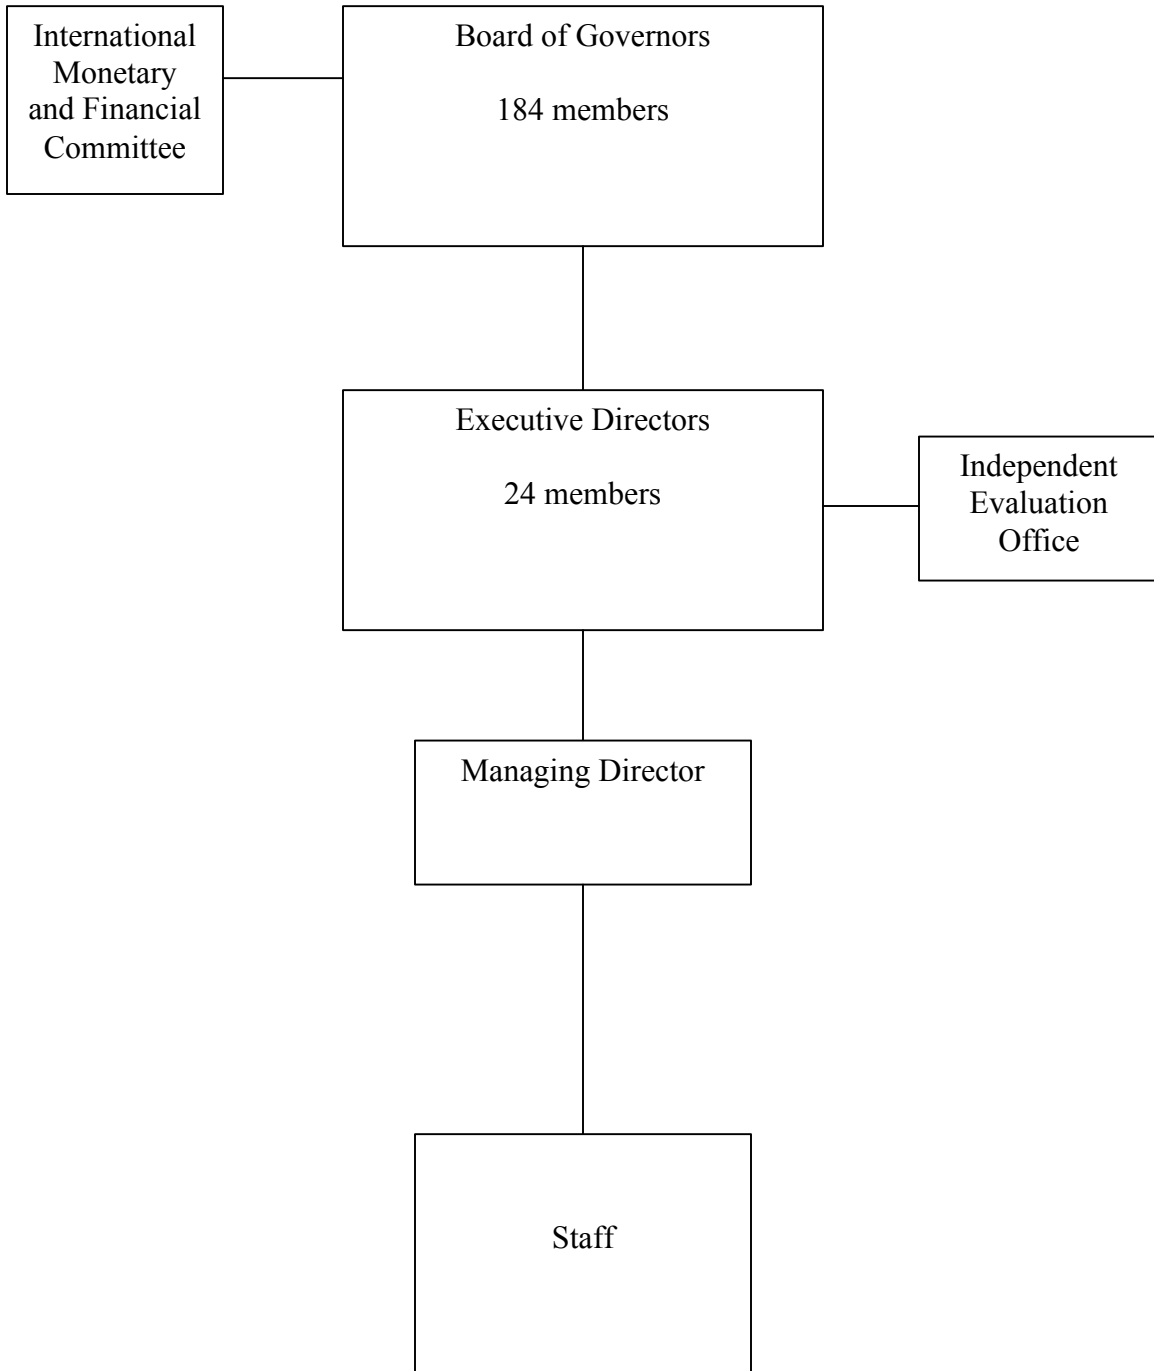 International
Monetary
and Financial
Committee
Board of Governors
184 members
Executive Directors
24 members
Independent
Evaluation
Office
Managing Director
Staff